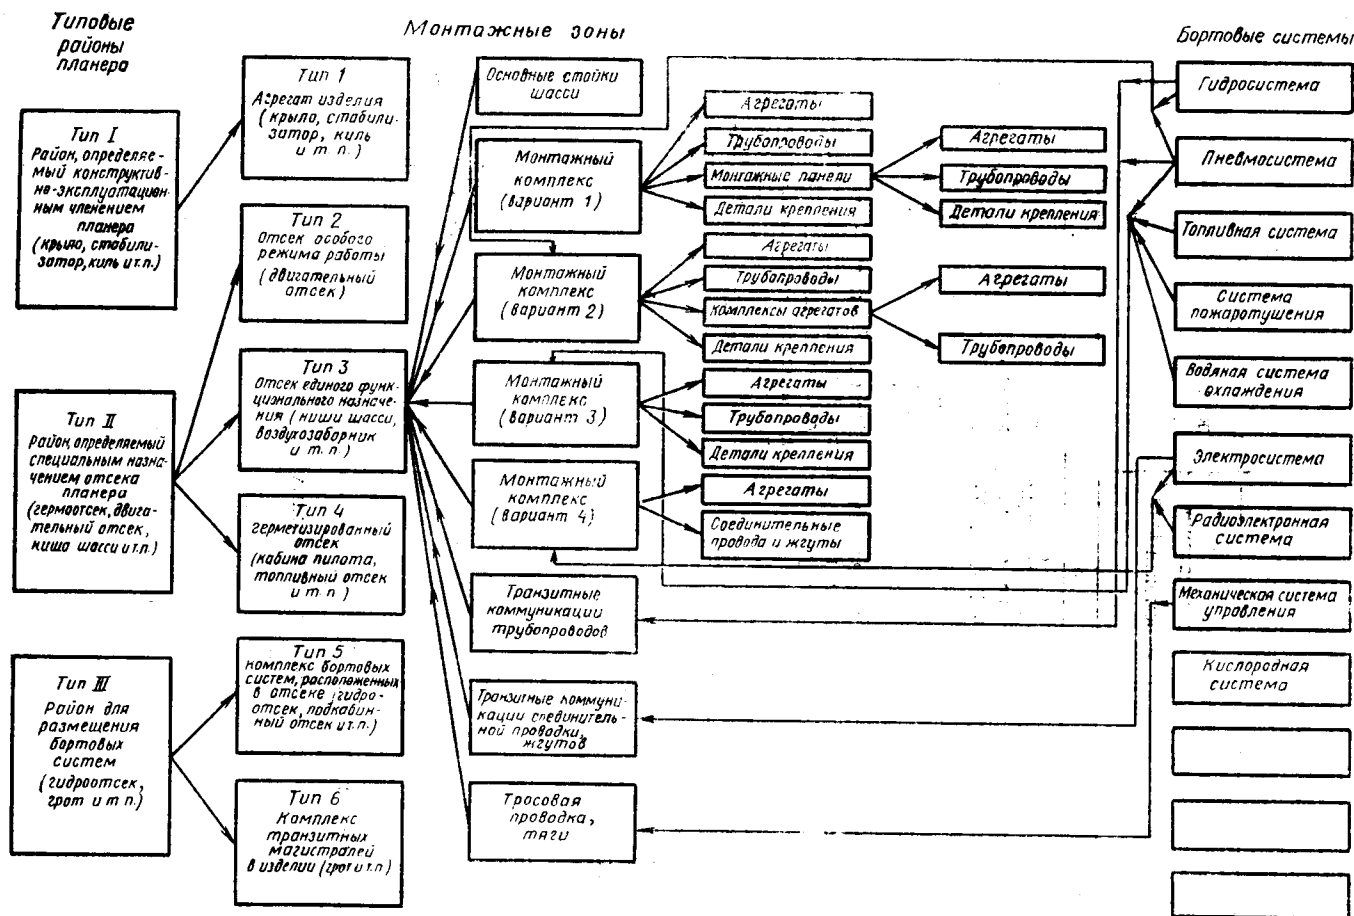 Типовые
районы
планера
Тип I
Район, определяе-
мый конструктив-
но-эксплуатацион-
ным членением
планера
(крыло, стабили-
затор, киль и т.п.)
Тип II
Район, определяемый
специальным назна-
чением отсека
планера
(гермоотсек, двига-
тельный отсек,
ниша шасси и т.п.)
Тип III
Район для
размещения
бортовых
систем
(гидроотсек,
грот и т п.)
Монтажные зоны
Тип 1
Агрегат изделия
(крыло, стабили-
затор, киль
и т. п.)
Тип 2
Отсек особого
режима работы
(двигательный
отсек)
Тип 3
Отсек единого функ-
ционального назначе-
ния (ниши шасси,
воздухозаборник
и т. п.)
Тип 4
герметизированный
отсек
(кабина пилота,
топливный отсек
и т п)
Тип 5
Комплекс бортовых
систем, расположенных
в отсеке (гидро-
отсек, подкабин-
ный отсек и т.п.)
Тип 6
Комплекс
транзитных
магистралей
в изделии (грот и т.п)
Основные стойки
шасси
Монтажный
комплекс
(вариант 1)
Монтажный
комплекс
(вариант 2)
Монтажный
комплекс
(вариант 3)
Монтажный
комплекс
(вариант 4)
Транзитные
коммуникации
трубопроводов
Транзитные коммуни-
кации соединитель-
ной проводки,
жгутов
Тросовая
проводка,
тяги
Агрегаты
Трубопроводы
Монтажные панели
Детали крепления
Агрегаты
Трубопроводы
Комплексы агрегатов
Детали крепления
Агрегаты
Трубопроводы
Детали крепления
Агрегаты
Соединительные
провода и жгуты
Агрегаты
Трубопроводы
Детали крепления
Агрегаты
Трубопроводы
Бортовые системы
Гидросистема
Пневмосистема
Топливная система
Система
пожаротушения
Водяная система
охлаждения
Электросистема
Радиоэлектронная
система
Механическая система
управления
Кислородная
система